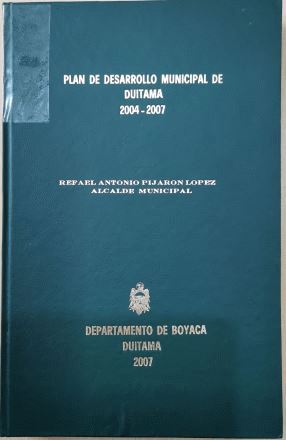 PLAN DE DESARROLLO MUNICIPAL DE
DUITAMA
2004-2007
REFAEL ANTONIO PIJARON LOPEZ
ALCALDE MUNICIPAL
DEPARTAMENTO DE BOYACA
DUITAMA
2007